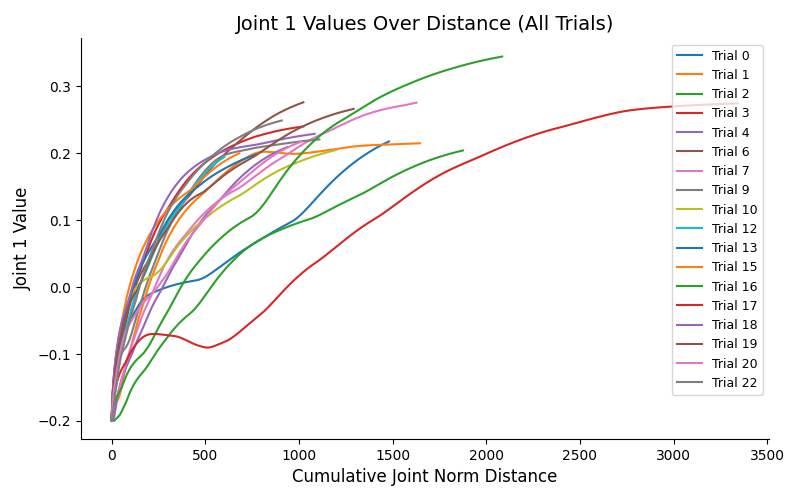 Joint 1 Values Over Distance (All Trials)
Joint 1 Value
0.3
0.2
0.1
0.0
−0.1
−0.2
0
500
1000
1500
2000
2500
3000
3500
Cumulative Joint Norm Distance
Trial 0
Trial 1
Trial 2
Trial 3
Trial 4
Trial 6
Trial 7
Trial 9
Trial 10
Trial 12
Trial 13
Trial 15
Trial 16
Trial 17
Trial 18
Trial 19
Trial 20
Trial 22